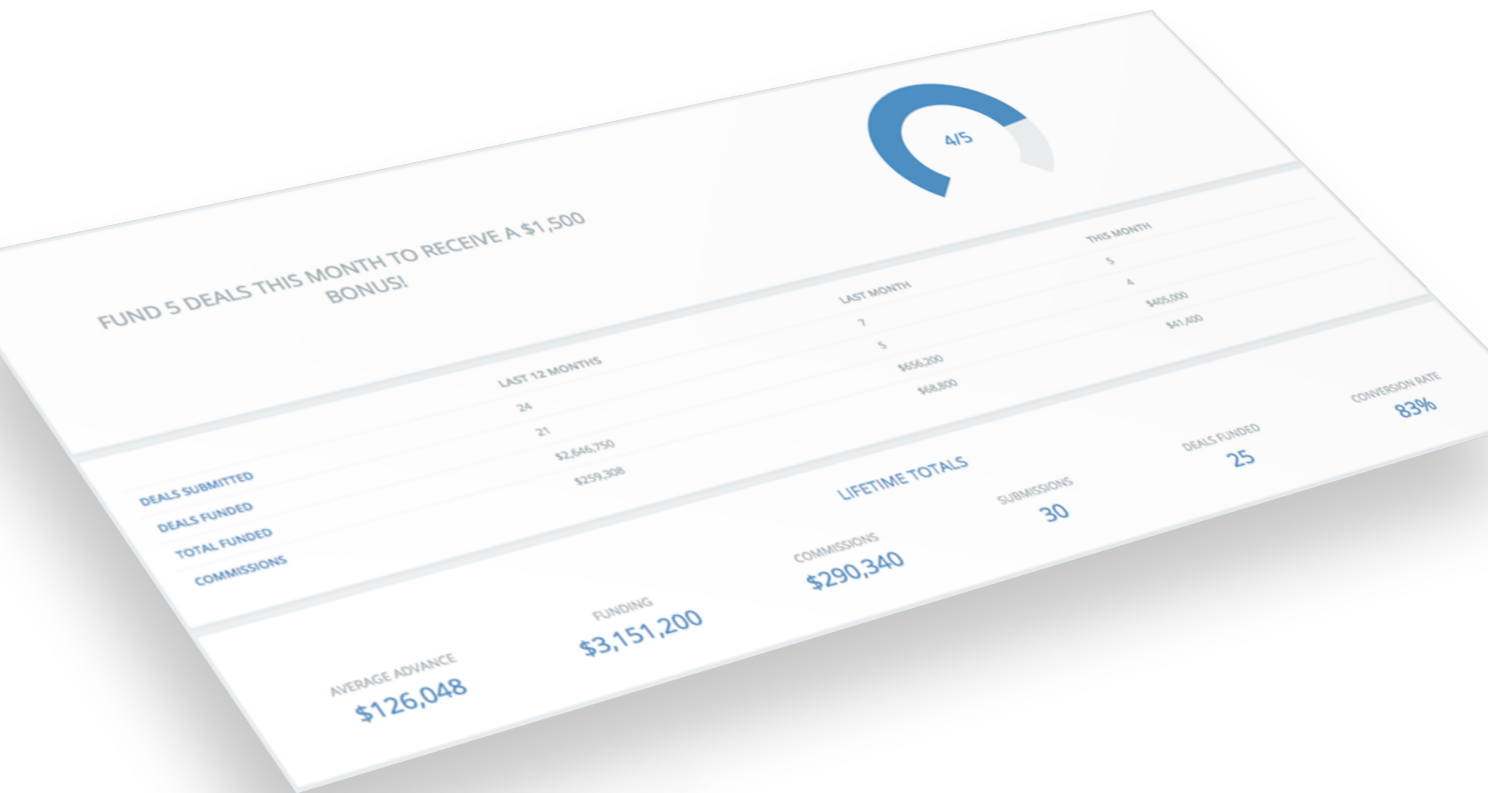 FUND 5 DEALS THIS MONTH TO RECEIVE A $1,500
BONUS!
4/5
LAST 12 MONTHS LAST MONTH THIS MONTH
DEALS SUBMITTED 24 7 5
DEALS FUNDED 21 5 4
TOTAL FUNDED $2,646,750 $656,200 $405,000
COMMISSIONS $259,308 $68,800 $41,400
LIFETIME TOTALS
AVERAGE ADVANCE FUNDING COMMISSIONS SUBMISSIONS DEALS FUNDED CONVERSION RATE
$126,048 $3,151,200 $290,340 30 25 83%